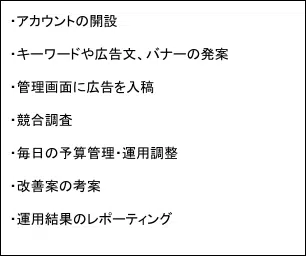 ・アカウントの開設
・キーワードや広告文、バナーの発案
・管理画面に広告を入稿
・競合調査
・毎日の予算管理・運用調整
・改善案の考案
・運用結果のレポーティング